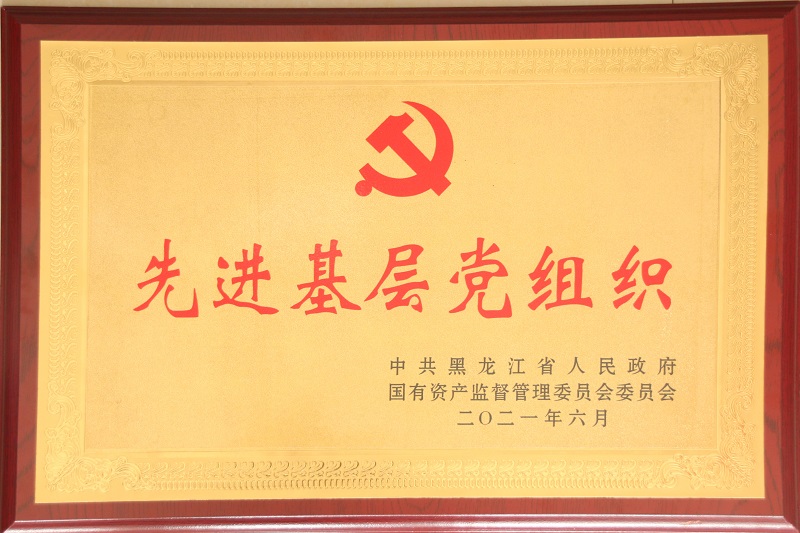 先进基层党组织
中共黑龙江省人民政府
国有资产监督管理委员会委员会
二〇二一年六月